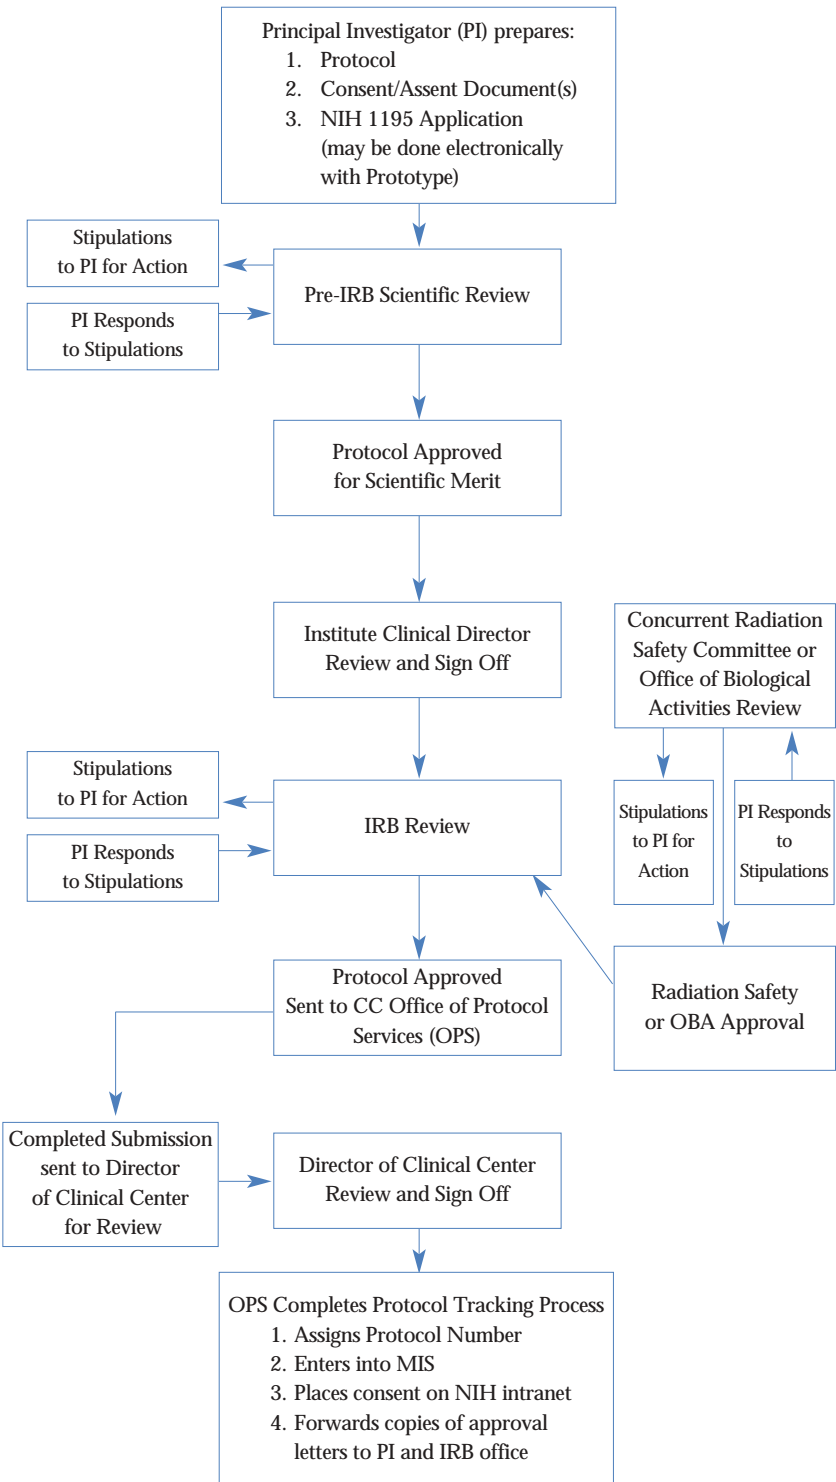 Principal Investigator (PI) prepares:
1. Protocol
2. Consent/Assent Document(s)
3. NIH 1195 Application
(may be done electronically
with Prototype)
Stipulations
to PI for Action
Pre-IRB Scientific Review
PI Responds
to Stipulations
Protocol Approved
for Scientific Merit
Institute Clinical Director
Review and Sign Off
Concurrent Radiation
Safety Committee or
Office of Biological
Activities Review
Stipulations
to PI for Action
IRB Review
PI Responds
to Stipulations
Stipulations
to PI for
Action
PI Responds
to
Stipulations
Protocol Approved
Sent to CC Office of Protocol
Services (OPS)
Radiation Safety
or OBA Approval
Completed Submission
sent to Director
of Clinical Center
for Review
Director of Clinical Center
Review and Sign Off
OPS Completes Protocol Tracking Process
1. Assigns Protocol Number
2. Enters into MIS
3. Places consent on NIH intranet
4. Forwards copies of approval
letters to PI and IRB office